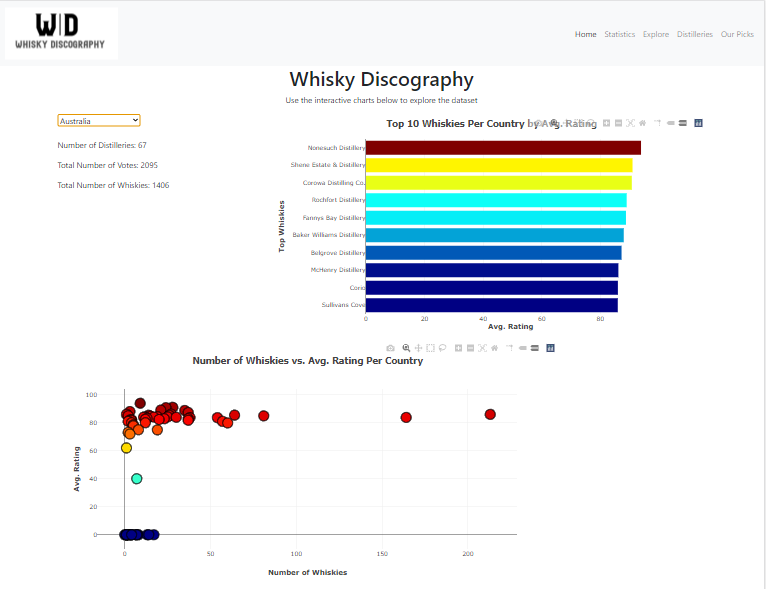 W|D
WHISKY DISCOGRAPHY
Home Statistics Explore Distilleries Our Picks
Whisky Discography
Use the interactive charts below to explore the dataset
Australia
Number of Distilleries: 67
Total Number of Votes: 2095
Total Number of Whiskies: 1406
Top 10 Whiskies Per Country by Avg. Rating
Nonesuch Distillery
Shene Estate & Distillery
Corowa Distilling Co.
Rochfort Distillery
Fannys Bay Distillery
Baker Williams Distillery
Belgrove Distillery
McHenry Distillery
Corio
Sullivans Cove
Top Whiskies
0 20 40 60 80
Avg. Rating
Number of Whiskies vs. Avg. Rating Per Country
100
80
60
40
20
0
Avg. Rating
0 50 100 150 200
Number of Whiskies